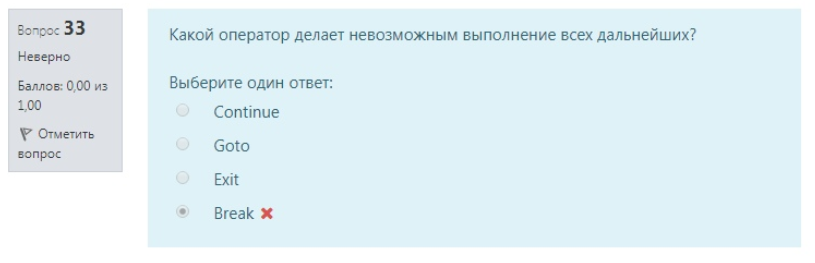 Вопрос 33
Неверно
Баллов: 0,00 из
1,00
Отметить
вопрос
Какой оператор делает невозможным выполнение всех дальнейших?
Выберите один ответ:
Continue
Goto
Exit
Break